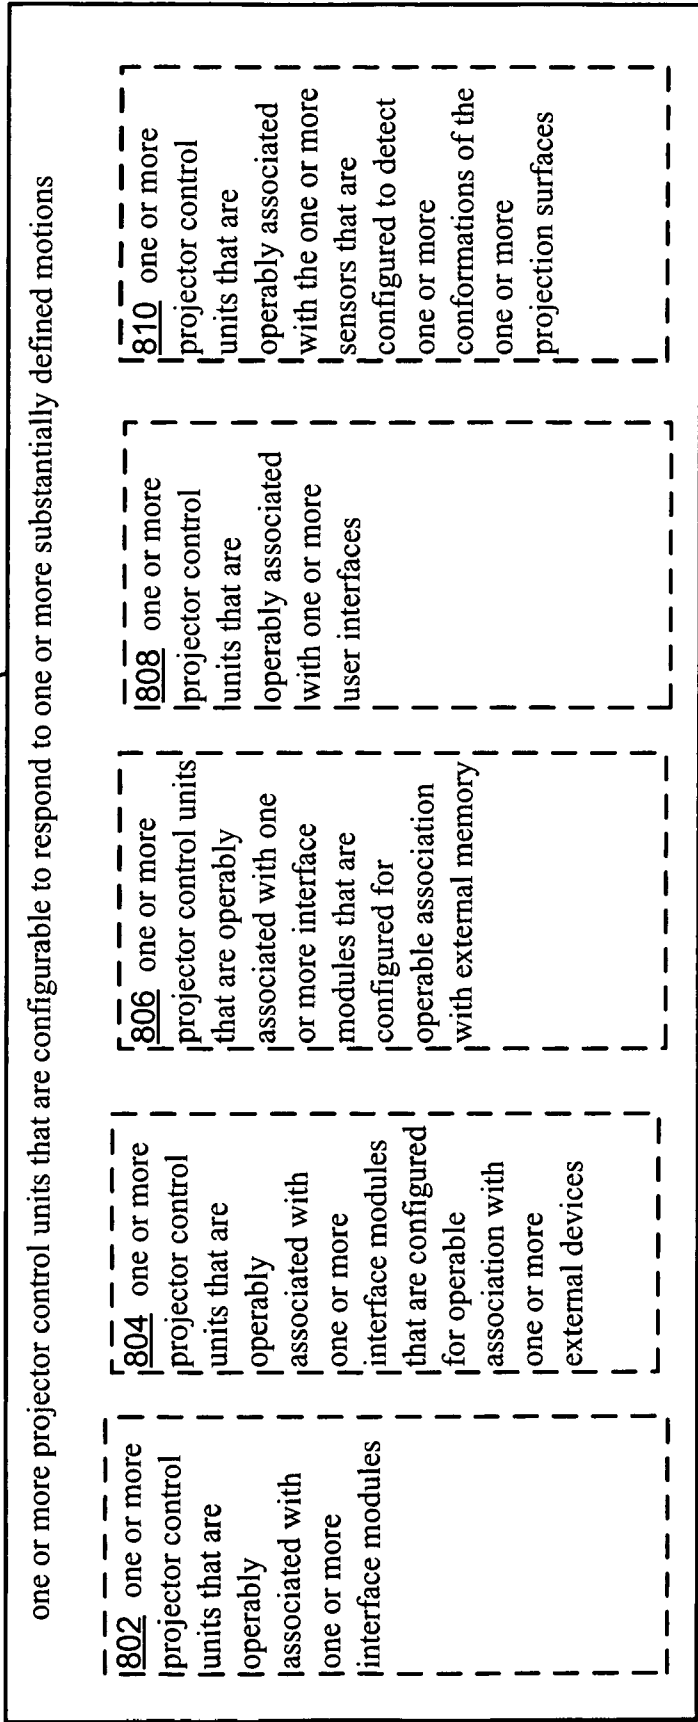 one or more projector control units that are configurable to respond to one or more substantially defined motions
802 one or more
projector control
units that are
operably
associated with
one or more
interface modules
804 one or more
projector control
units that are
operably
associated with
one or more
interface modules
that are configured
for operable
association with
one or more
external devices
806 one or more
projector control units
that are operably
associated with one
or more interface
modules that are
configured for
operable association
with external memory
808 one or more
projector control
units that are
operably associated
with one or more
user interfaces
810 one or more
projector control
units that are
operably associated
with the one or more
sensors that are
configured to detect
one or more
conformations of the
one or more
projection surfaces